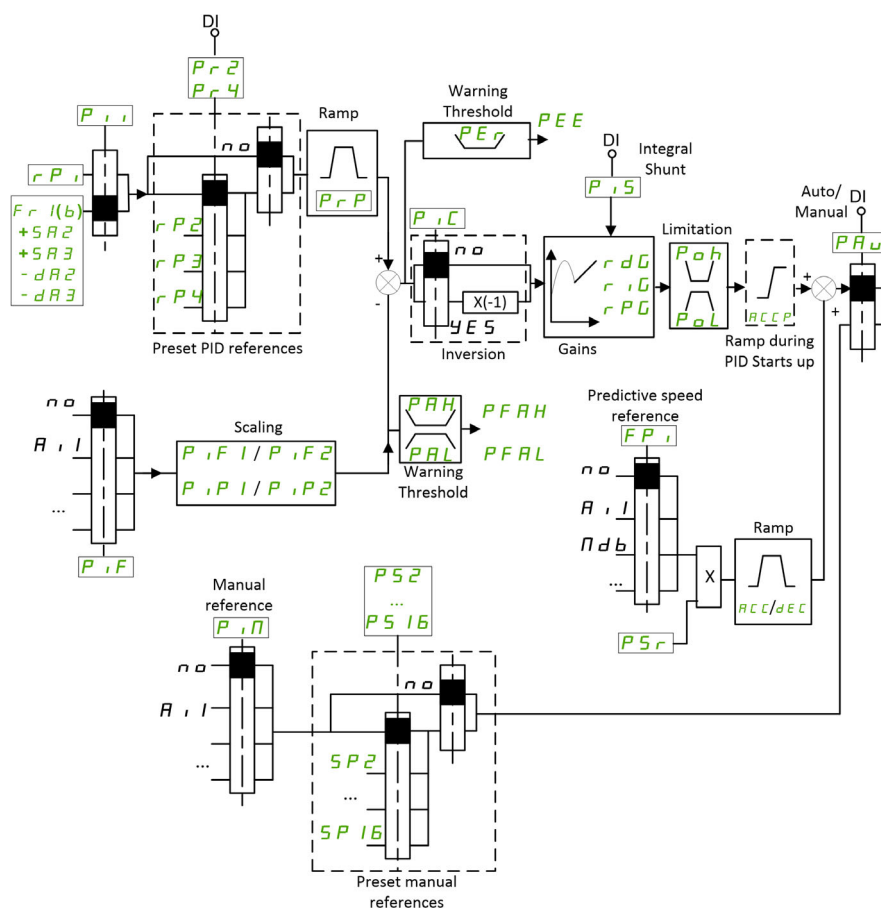 DI
Pr2
Pr4
Pii
no
Ramp
PrP
Warning
Threshold
PEr
PEE
DI
Integral
Shunt
PiS
rPi
Fr1(b)
+SA2
+SA3
-dA2
-dA3
rP2
rP3
rP4
Preset PID references
+
-
PiC
no
X(-1)
YES
Inversion
rdG
riG
rPG
Gains
Limitation
Poh
PoL
ACCP
Ramp during
PID Starts up
Auto/
Manual
DI
PAu
+
+
no
Ai1
...
PiF
Scaling
PiF1/PiF2
PiP1/PiP2
PAH
PAL
Warning
Threshold
PFAH
PFAL
Predictive speed
reference
FPi
no
Ai1
Mdb
...
X
PSr
Ramp
ACC/dEC
Manual
reference
PiM
no
Ai1
...
PS2
...
PS16
no
SP2
...
SP16
Preset manual
references